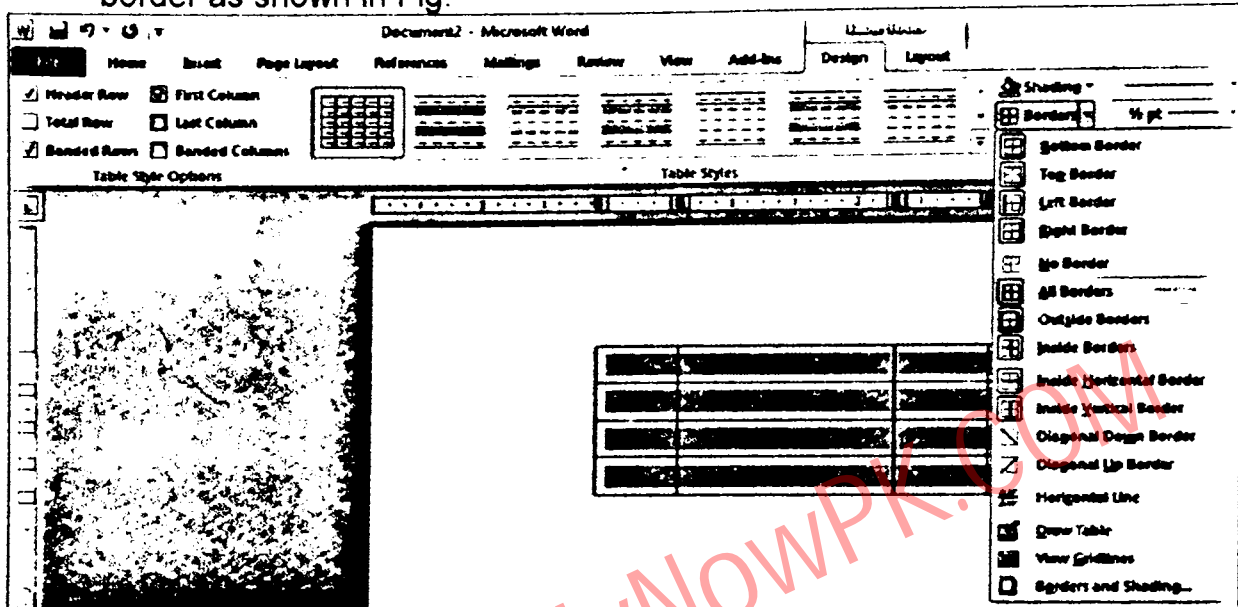 border as shown in Fig.
Document2 - Microsoft Word
Home Insert Page Layout References Mailings Review View Add-Ins Design Layout
Header Row First Column
Total Row Last Column
Banded Rows Banded Columns
Table Style Options
Table Styles
Shading
Borders ½ pt
Bottom Border
Top Border
Left Border
Right Border
No Border
All Borders
Outside Borders
Inside Borders
Inside Horizontal Border
Inside Vertical Border
Diagonal Down Border
Diagonal Up Border
Horizontal Line
Draw Table
View Gridlines
Borders and Shading...
NowPK.COM